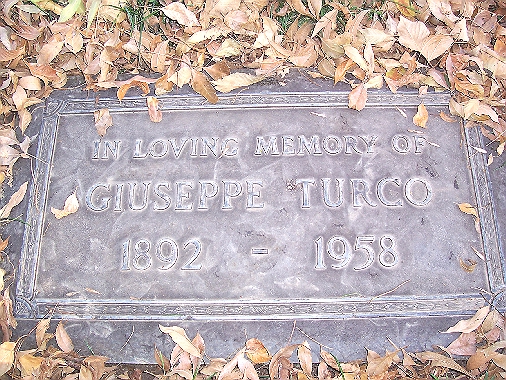 IN LOVING MEMORY OF
GIUSEPPE TURCO
1892 - 1958